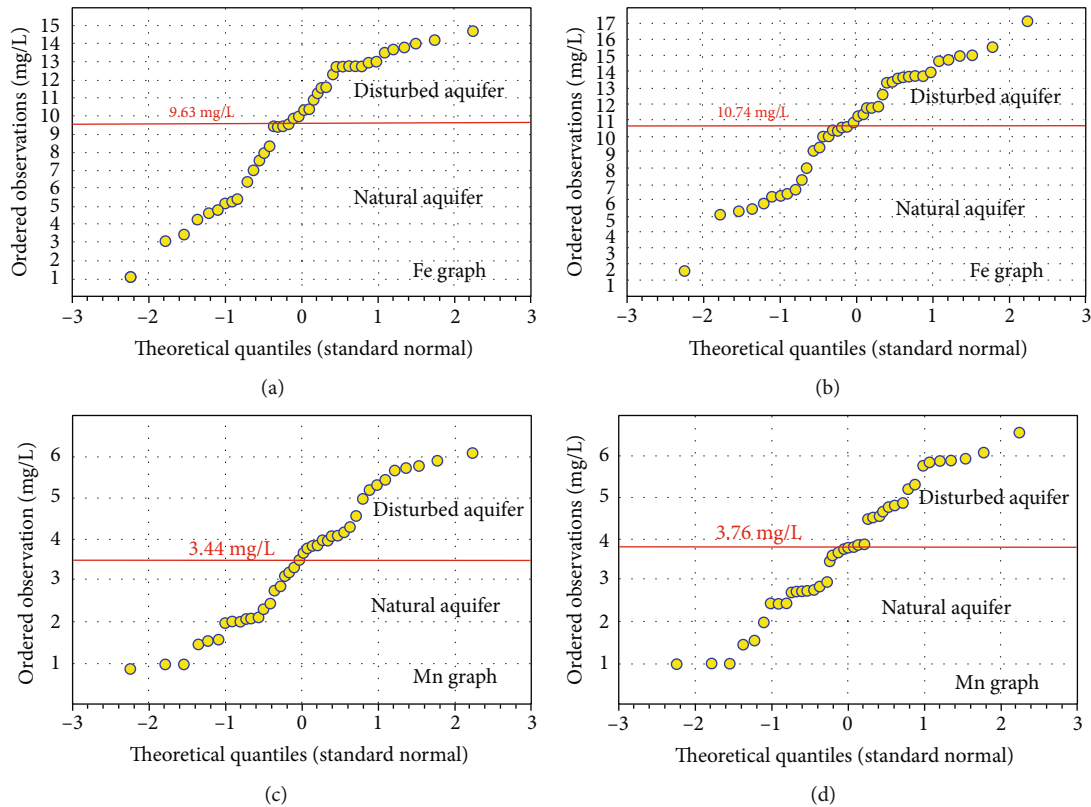 Ordered observations (mg/L)
15
14
13
12
11
10
9
8
7
6
5
4
3
2
1
9.63 mg/L
Disturbed aquifer
Natural aquifer
Fe graph
–3 –2 –1 0 1 2 3
Theoretical quantiles (standard normal)
(a)
Ordered observations (mg/L)
17
16
15
14
13
12
11
10
9
8
7
6
5
4
3
2
1
10.74 mg/L
Disturbed aquifer
Natural aquifer
Fe graph
–3 –2 –1 0 1 2 3
Theoretical quantiles (standard normal)
(b)
Ordered observation (mg/L)
6
5
4
3
2
1
3.44 mg/L
Disturbed aquifer
Natural aquifer
Mn graph
–3 –2 –1 0 1 2 3
Theoretical quantiles (standard normal)
(c)
Ordered observations (mg/L)
6
5
4
3
2
1
3.76 mg/L
Disturbed aquifer
Natural aquifer
Mn graph
–3 –2 –1 0 1 2 3
Theoretical quantiles (standard normal)
(d)